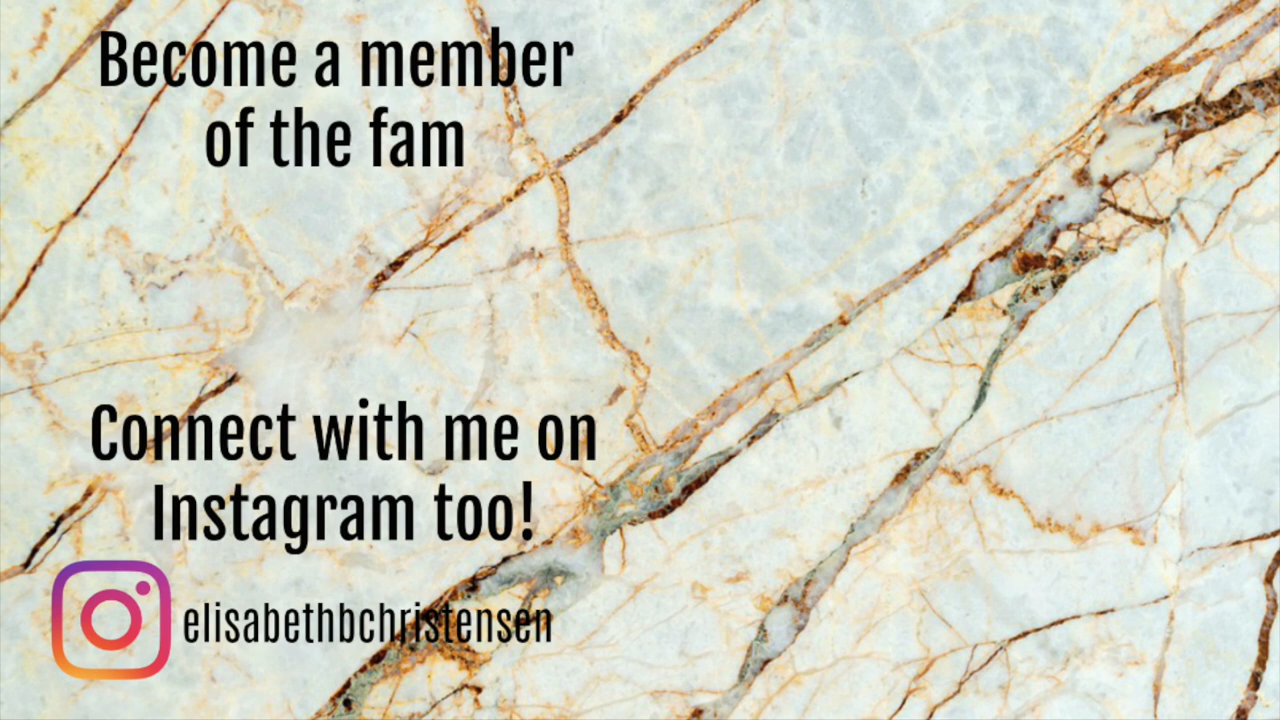 Become a member
of the fam
Connect with me on
Instagram too!
elisabethbchristensen